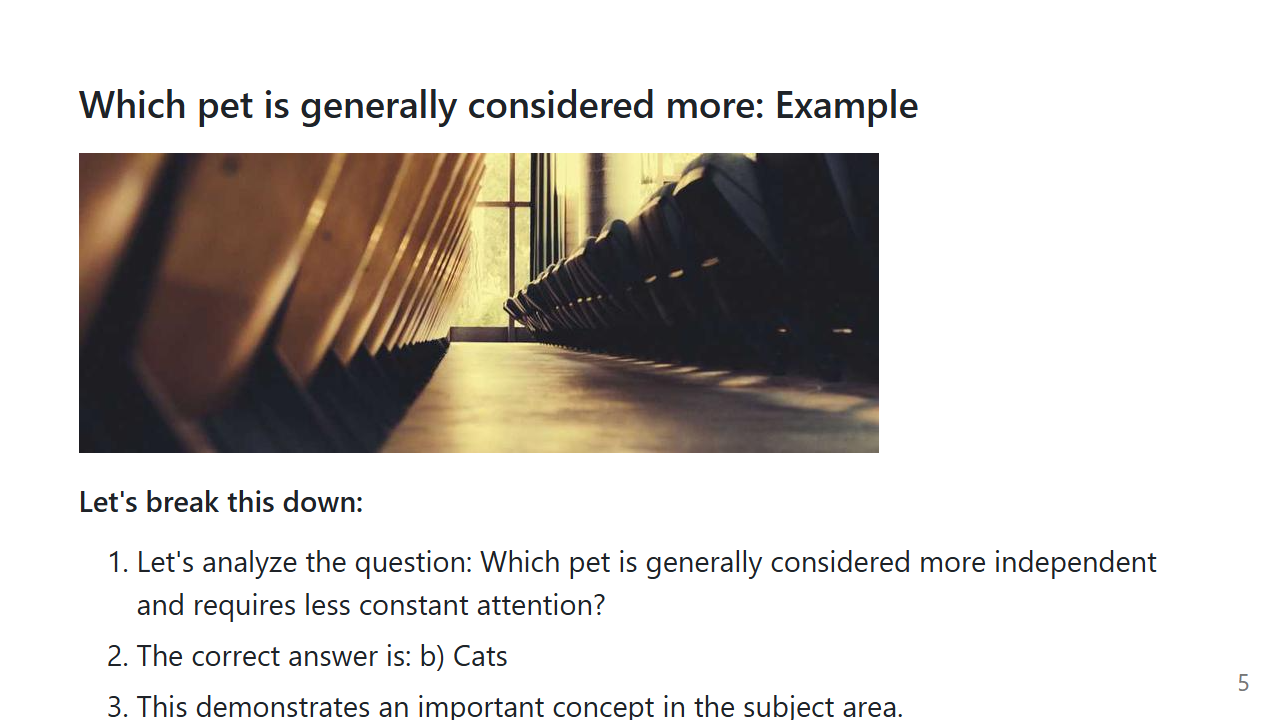 Which pet is generally considered more: Example
Let's break this down:
1. Let's analyze the question: Which pet is generally considered more independent
and requires less constant attention?
2. The correct answer is: b) Cats
3. This demonstrates an important concept in the subject area.
5